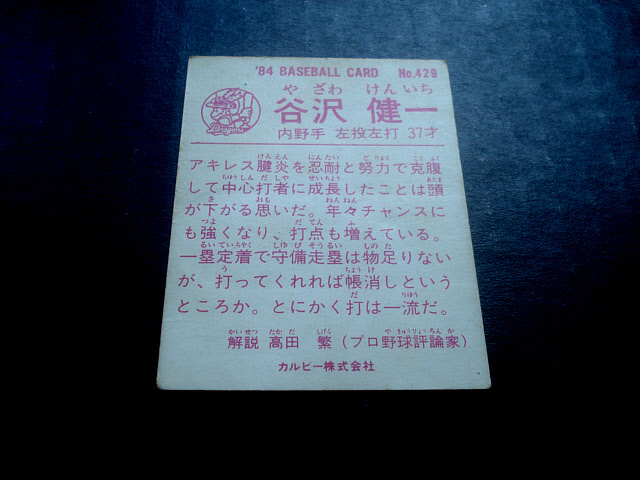 '84 BASEBALL CARD No.429
や ざわ けん いち
谷沢 健一
内野手 左投左打 37才
アキレス腱炎を忍耐と努力で克腹
して中心打者に成長したことは頭
が下がる思いだ。年々チャンスに
も強くなり、打点も増えている。
一塁定着で守備走塁は物足りない
が、打ってくれれば帳消しという
ところか。とにかく打は一流だ。
解説 高田 繁(プロ野球評論家)
カルビー株式会社